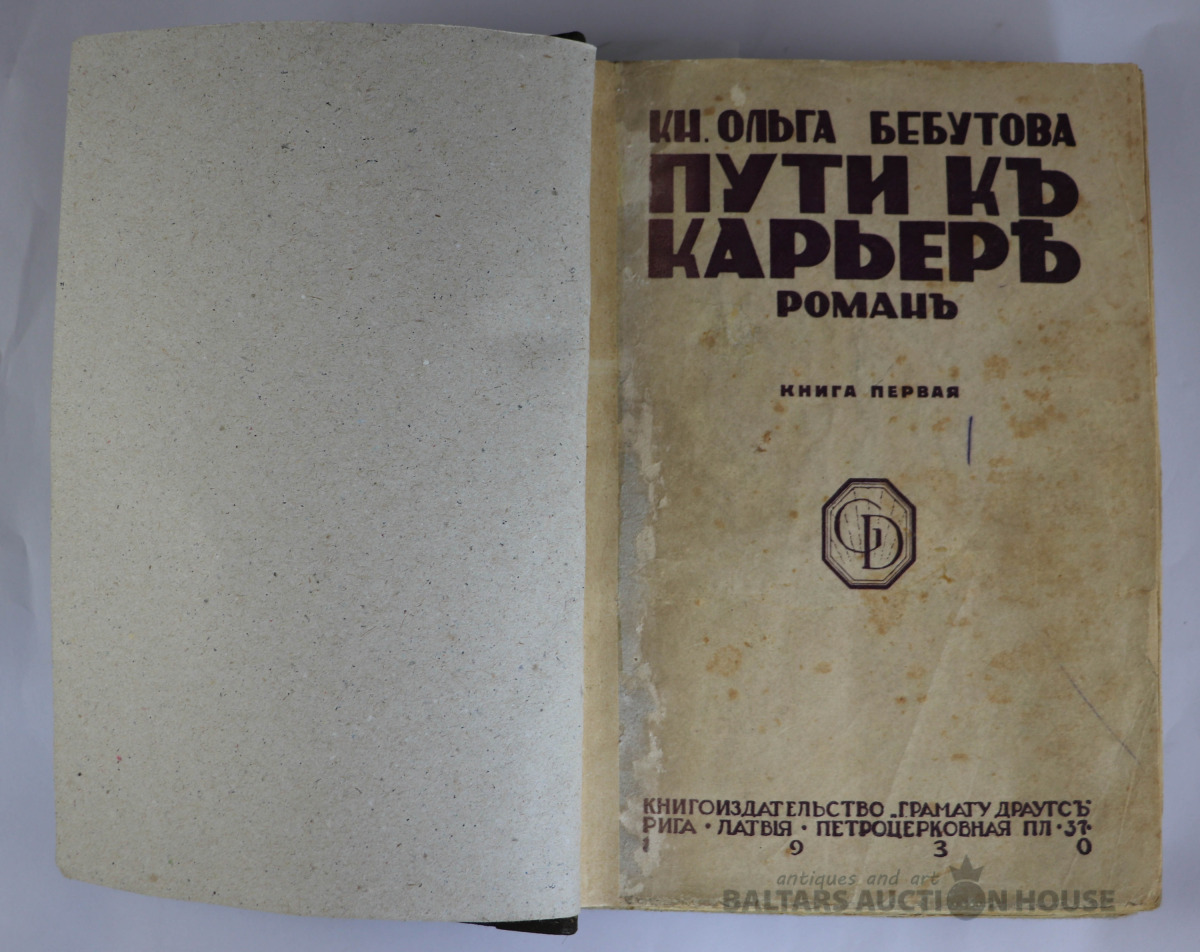 КН. ОЛЬГА БЕБУТОВА
ПУТИ КЪ
КАРЬЕРѢ
РОМАНЪ
КНИГА ПЕРВАЯ
GD
КНИГОИЗДАТЕЛЬСТВО „ГРАМАТУ ДРАУГСЪ“
РИГА • ЛАТВІЯ • ПЕТРОЦЕРКОВНАЯ ПЛ • 37•
1 9 3 0
antiques and art
BALTARS AUCTION HOUSE